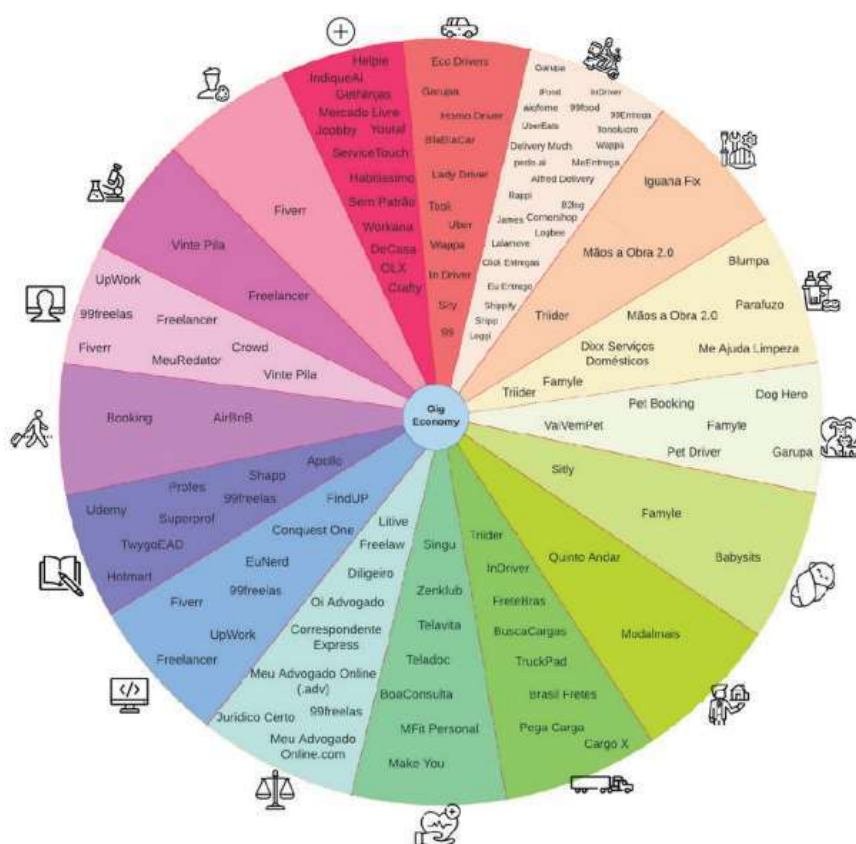 Gig
Economy
Eco Drivers
Garupa
Homo Driver
BlaBlaCar
Lady Driver
Uber
Wappa
In Driver
Sity
99
Garupa
iFood
InDriver
aiqfome
99food
99Entrega
UberEats
Tonolucro
Delivery Much
Wappa
pede.ai
MeEntrega
Alfred Delivery
Rappi
B2log
James
Cornershop
Logbee
Lalamove
Click Entregas
Eu Entrego
Shippify
Shipp
Loggi
Iguana Fix
Mãos a Obra 2.0
Triider
Blumpa
Parafuzo
Mãos a Obra 2.0
Dixx Serviços
Domésticos
Me Ajuda Limpeza
Famyle
Triider
Dog Hero
Pet Booking
VaiVemPet
Famyle
Pet Driver
Garupa
Sitly
Famyle
Babysits
Quinto Andar
Modalmais
Triider
InDriver
FreteBras
BuscaCargas
TruckPad
Brasil Fretes
Pega Carga
Cargo X
Singu
Zenklub
Telavita
Teladoc
BoaConsulta
MFit Personal
Make You
Litive
Freelaw
Diligeiro
Oi Advogado
Correspondente
Express
Meu Advogado Online
(.adv)
99freelas
Jurídico Certo
Meu Advogado
Online.com
FindUP
Conquest One
EuNerd
99freelas
Fiverr
UpWork
Freelancer
Apollo
Shapp
Profes
99freelas
Udemy
Superprof
TwygoEAD
Hotmart
Booking
AirBnB
UpWork
99freelas
Freelancer
Crowd
Fiverr
MeuRedator
Vinte Pila
Vinte Pila
Freelancer
Fiverr
Helpie
IndiqueAi
GetNinjas
Mercado Livre
Jcobby
Youtal
ServiceTouch
Habitissimo
Sem Patrão
Workana
DeCasa
OLX
Crafty